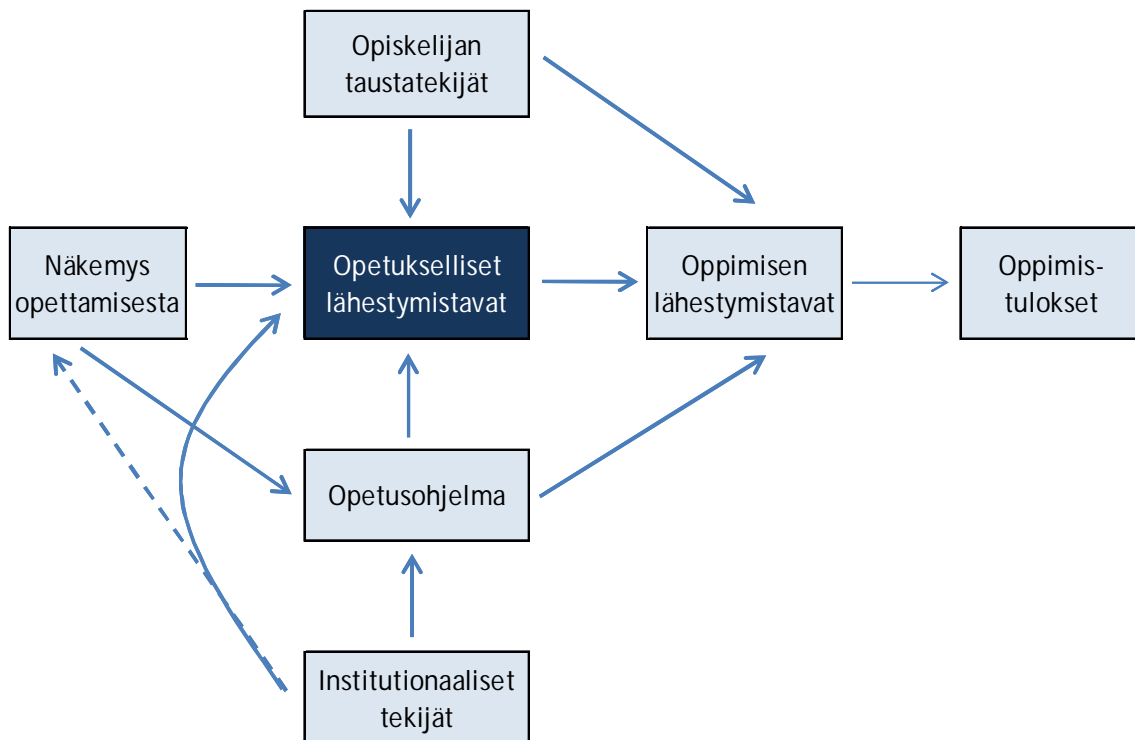 Opiskelijan
taustatekijät
Näkemys
opettamisesta
Opetukselliset
lähestymistavat
Oppimisen
lähestymistavat
Oppimis-
tulokset
Opetusohjelma
Institutionaaliset
tekijät